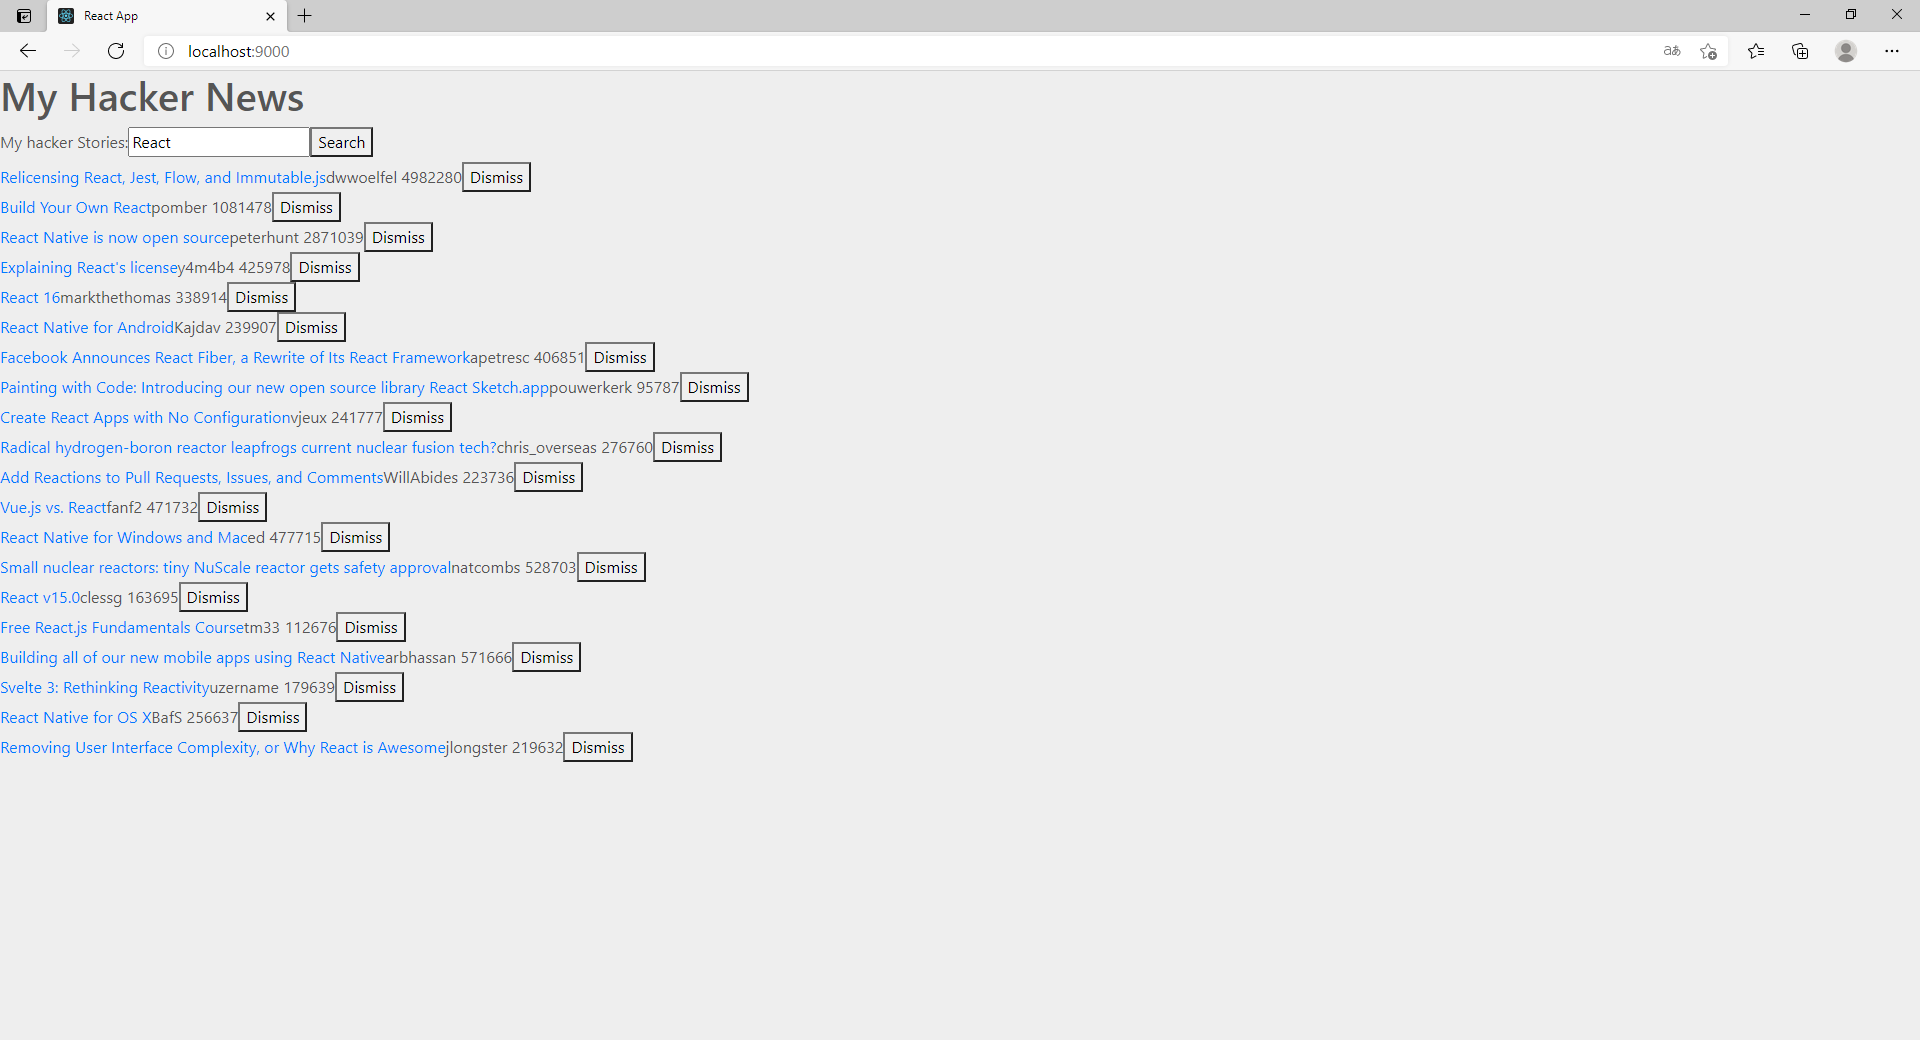 React App
localhost:9000
aあ
My Hacker News
My hacker Stories: React Search
Relicensing React, Jest, Flow, and Immutable.jsdwwoelfel 4982280 Dismiss
Build Your Own Reactpomber 1081478 Dismiss
React Native is now open sourcepeterhunt 2871039 Dismiss
Explaining React's licensey4m4b4 425978 Dismiss
React 16markthethomas 338914 Dismiss
React Native for AndroidKajdav 239907 Dismiss
Facebook Announces React Fiber, a Rewrite of Its React Frameworkapetresc 406851 Dismiss
Painting with Code: Introducing our new open source library React Sketch.apppouwerkerk 95787 Dismiss
Create React Apps with No Configurationvjeux 241777 Dismiss
Radical hydrogen-boron reactor leapfrogs current nuclear fusion tech?chris_overseas 276760 Dismiss
Add Reactions to Pull Requests, Issues, and CommentsWillAbides 223736 Dismiss
Vue.js vs. Reactfanf2 471732 Dismiss
React Native for Windows and Maced 477715 Dismiss
Small nuclear reactors: tiny NuScale reactor gets safety approvalnatcombs 528703 Dismiss
React v15.0clessg 163695 Dismiss
Free React.js Fundamentals Coursetm33 112676 Dismiss
Building all of our new mobile apps using React Nativearbhassan 571666 Dismiss
Svelte 3: Rethinking Reactivityuzername 179639 Dismiss
React Native for OS XBafS 256637 Dismiss
Removing User Interface Complexity, or Why React is Awesomejlongster 219632 Dismiss